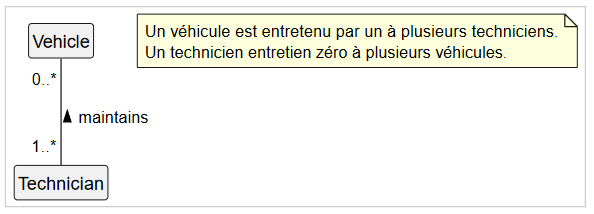 Vehicle
Un véhicule est entretenu par un à plusieurs techniciens.
Un technicien entretien zéro à plusieurs véhicules.
0..*
maintains
1..*
Technician